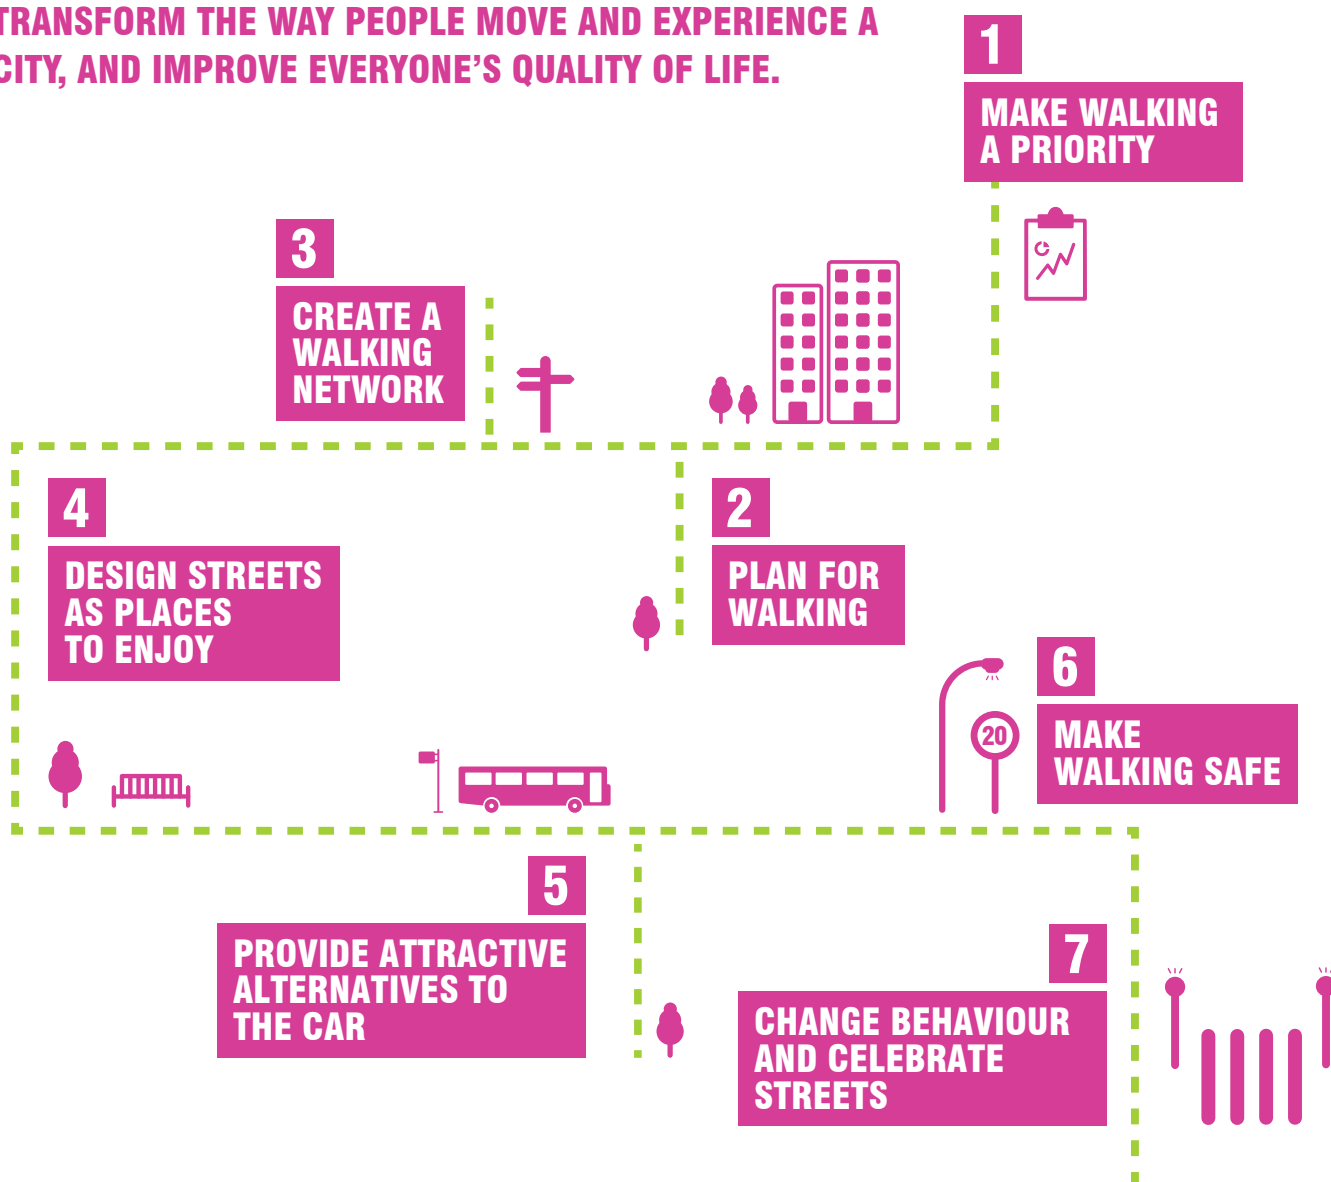 TRANSFORM THE WAY PEOPLE MOVE AND EXPERIENCE A
CITY, AND IMPROVE EVERYONE’S QUALITY OF LIFE.
1
MAKE WALKING
A PRIORITY
3
CREATE A
WALKING
NETWORK
4
DESIGN STREETS
AS PLACES
TO ENJOY
2
PLAN FOR
WALKING
6
MAKE
WALKING SAFE
20
5
PROVIDE ATTRACTIVE
ALTERNATIVES TO
THE CAR
7
CHANGE BEHAVIOUR
AND CELEBRATE
STREETS